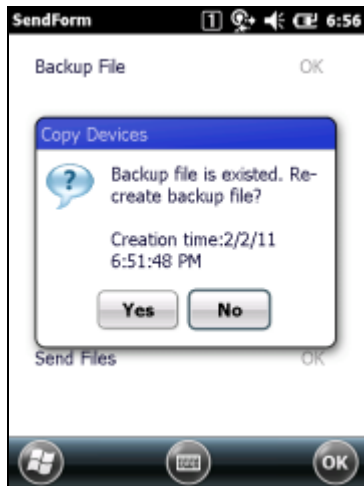 SendForm 1 6:56
Backup File OK
Copy Devices
Backup file is existed. Re-
create backup file?
Creation time:2/2/11
6:51:48 PM
Yes No
Send Files OK
OK